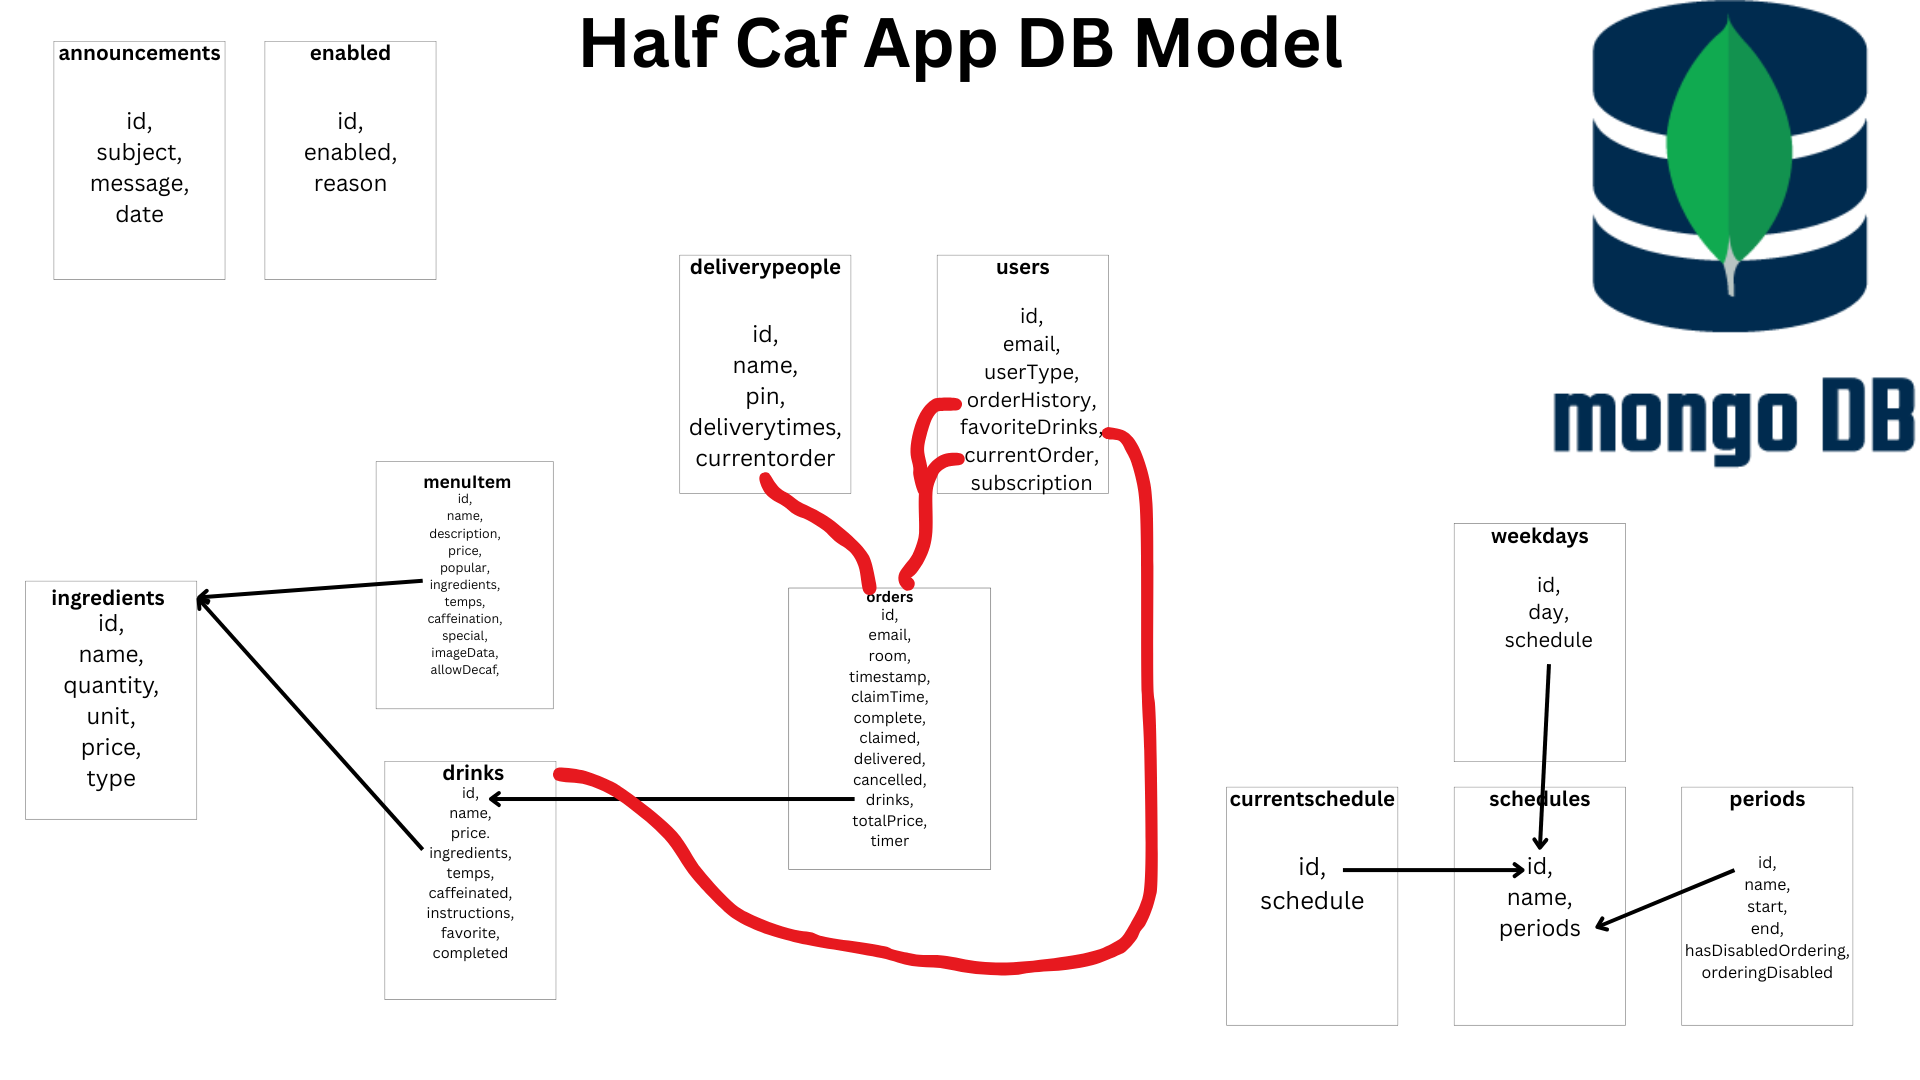 Half Caf App DB Model
announcements
id,
subject,
message,
date
enabled
id,
enabled,
reason
mongo DB
deliverypeople
id,
name,
pin,
deliverytimes,
currentorder
users
id,
email,
userType,
orderHistory,
favoriteDrinks,
currentOrder,
subscription
menuItem
id,
name,
description,
price,
popular,
ingredients,
temps,
caffeination,
special,
imageData,
allowDecaf,
ingredients
id,
name,
quantity,
unit,
price,
type
drinks
id,
name,
price.
ingredients,
temps,
caffeinated,
instructions,
favorite,
completed
orders
id,
email,
room,
timestamp,
claimTime,
complete,
claimed,
delivered,
cancelled,
drinks,
totalPrice,
timer
weekdays
id,
day,
schedule
currentschedule
id,
schedule
schedules
id,
name,
periods
periods
id,
name,
start,
end,
hasDisabledOrdering,
orderingDisabled